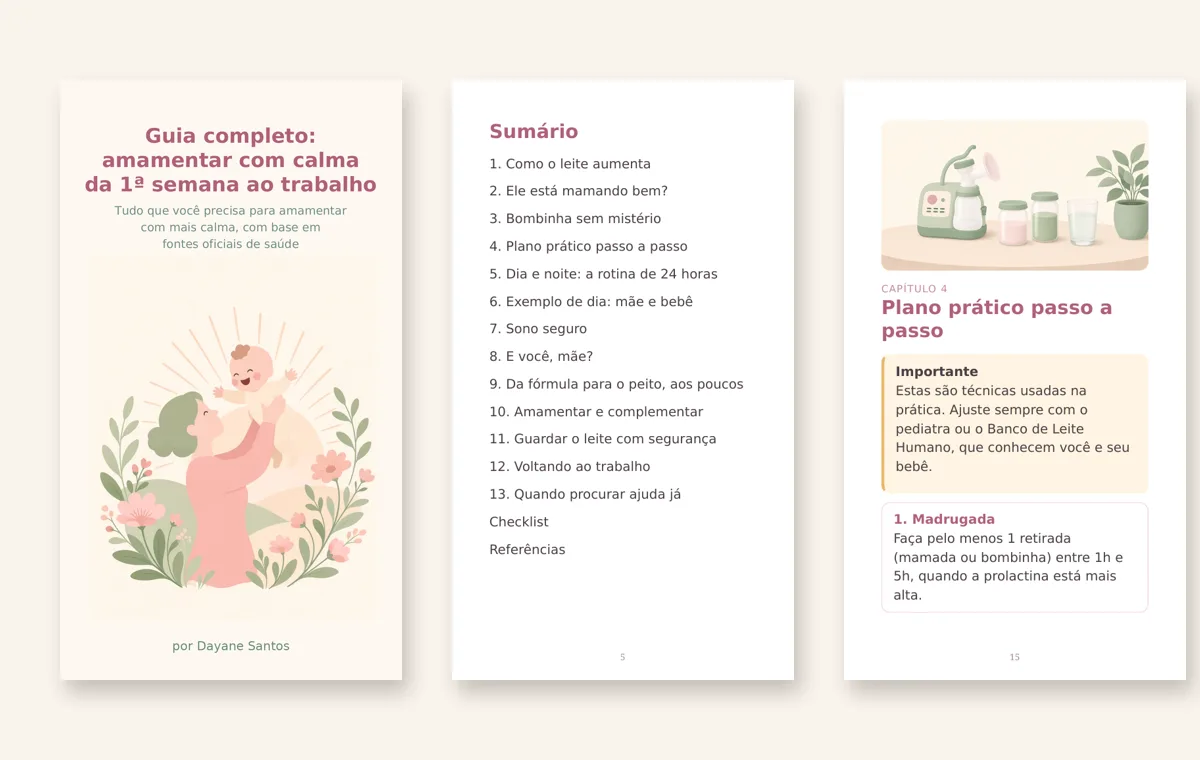 Guia completo:
amamentar com calma
da 1ª semana ao trabalho
Tudo que você precisa para amamentar
com mais calma, com base em
fontes oficiais de saúde
por Dayane Santos
Sumário
1. Como o leite aumenta
2. Ele está mamando bem?
3. Bombinha sem mistério
4. Plano prático passo a passo
5. Dia e noite: a rotina de 24 horas
6. Exemplo de dia: mãe e bebê
7. Sono seguro
8. E você, mãe?
9. Da fórmula para o peito, aos poucos
10. Amamentar e complementar
11. Guardar o leite com segurança
12. Voltando ao trabalho
13. Quando procurar ajuda já
Checklist
Referências
5
CAPÍTULO 4
Plano prático passo a
passo
Importante
Estas são técnicas usadas na
prática. Ajuste sempre com o
pediatra ou o Banco de Leite
Humano, que conhecem você e seu
bebê.
1. Madrugada
Faça pelo menos 1 retirada
(mamada ou bombinha) entre 1h e
5h, quando a prolactina está mais
alta.
15